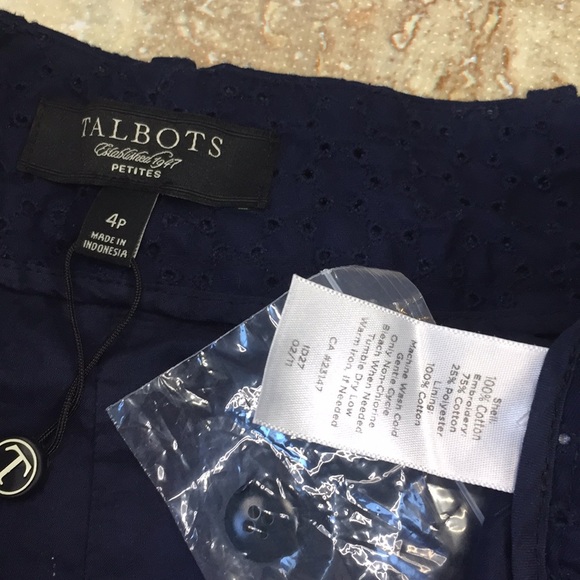 TALBOTS
Established 1947
PETITES
4P
MADE IN
INDONESIA
T
Shell:
100% Cotton
Embroidery:
75% Cotton
25% Polyester
Lining:
100% Cotton
Machine Wash Cold
Gentle Cycle
Only Non-Chlorine
Bleach When Needed
Tumble Dry Low
Warm Iron, If Needed
CA #23147
ID27
02/11